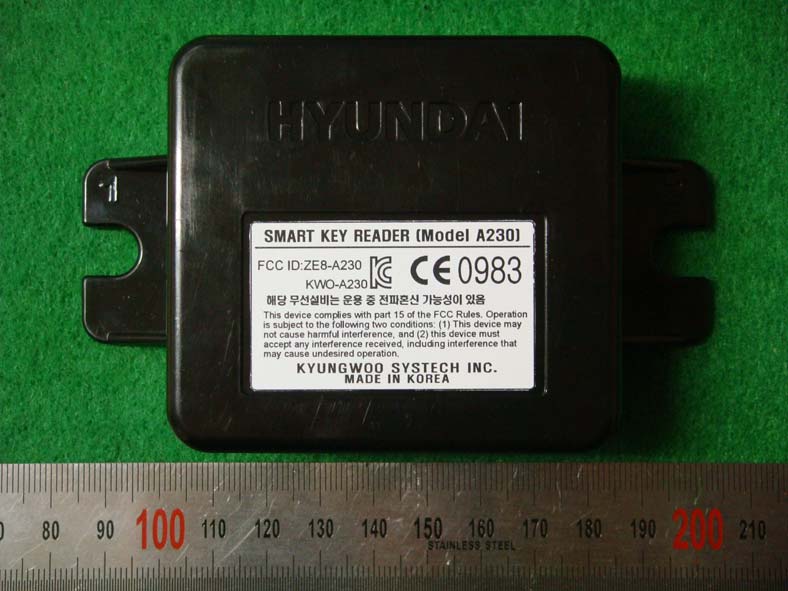 HYUNDAI
1
SMART KEY READER (Model A230)
FCC ID:ZE8-A230
KWO-A230
CE0983
해당 무선설비는 운용 중 전파혼신 가능성이 있음
This device complies with part 15 of the FCC Rules. Operation
is subject to the following two conditions: (1) This device may
not cause harmful interference, and (2) this device must
accept any interference received, including interference that
may cause undesired operation.
KYUNGWOO SYSTECH INC.
MADE IN KOREA
80 90 100 110 120 130 140 150 160 170 180 190 200 210
STAINLESS STEEL